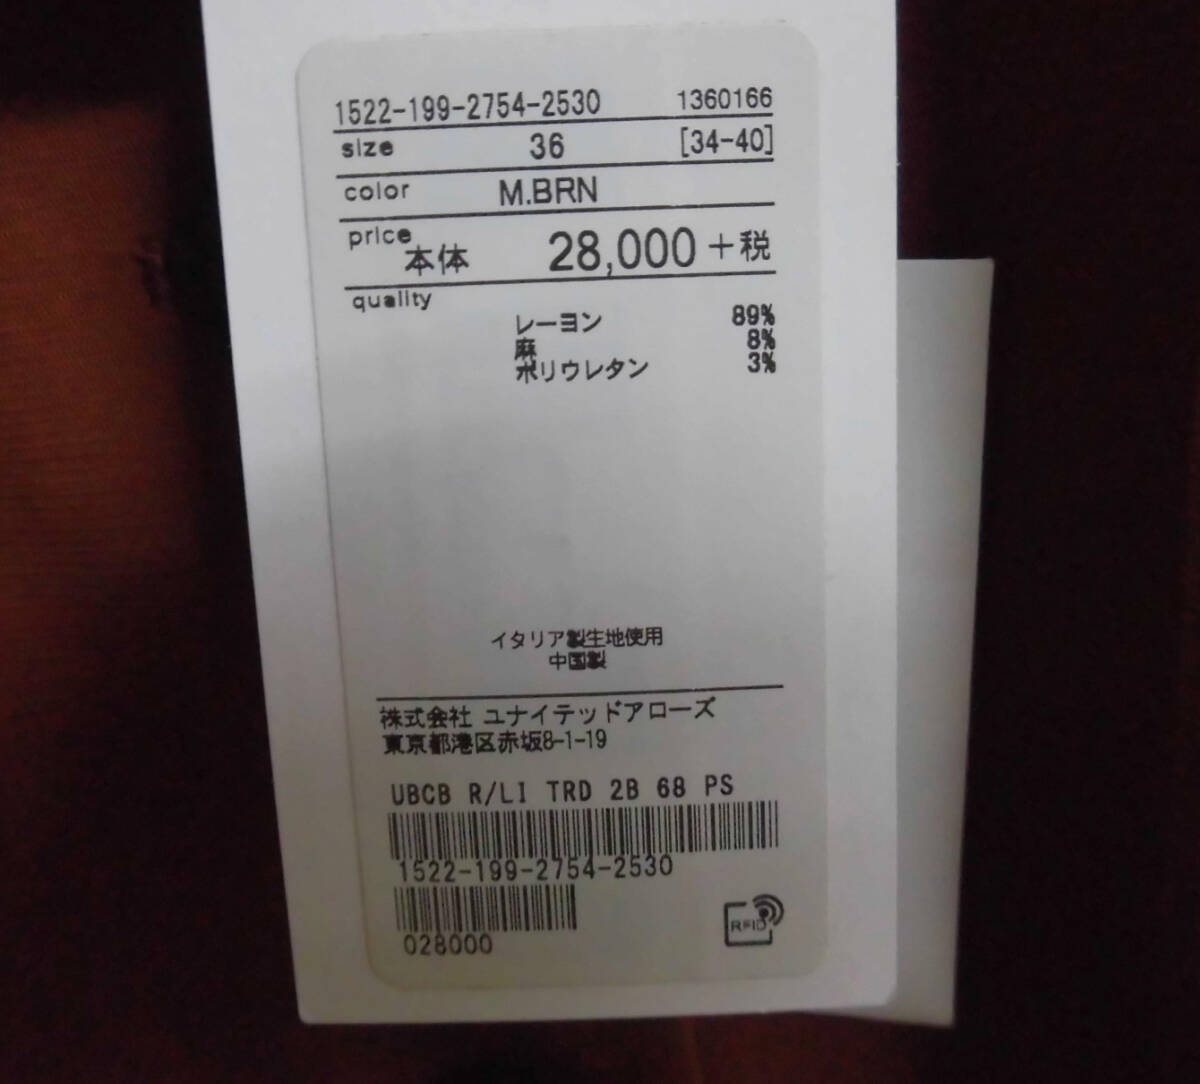 1522-199-2754-2530 1360166
size 36 [34-40]
color M.BRN
price 本体 28,000+税
quality
レーヨン 89%
麻 8%
ポリウレタン 3%
イタリア製生地使用
中国製
株式会社 ユナイテッドアローズ
東京都港区赤坂8-1-19
UBCB R/LI TRD 2B 68 PS
1522-199-2754-2530
028000
RFID